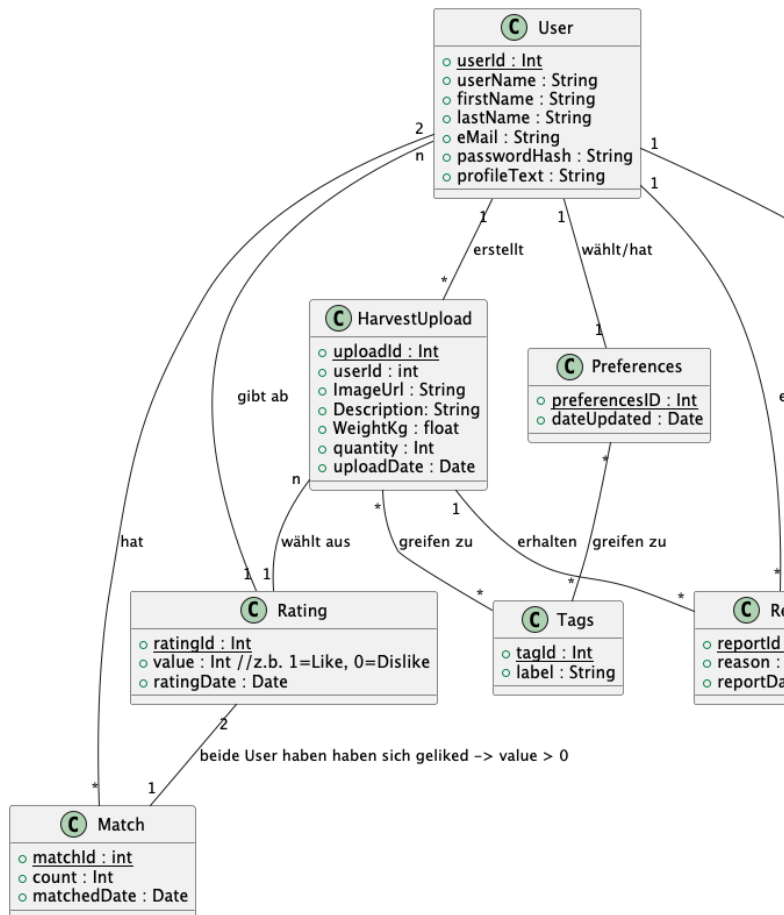 C User
userId : Int
userName : String
firstName : String
lastName : String
eMail : String
passwordHash : String
profileText : String
2
n
1
1
1
1
erstellt
wählt/hat
*
1
C HarvestUpload
uploadId : Int
userId : int
ImageUrl : String
Description: String
WeightKg : float
quantity : Int
uploadDate : Date
C Preferences
preferencesID : Int
dateUpdated : Date
gibt ab
e
n
*
1
*
hat
wählt aus
greifen zu
erhalten
greifen zu
1
1
*
*
*
*
C Rating
ratingId : Int
value : Int //z.b. 1=Like, 0=Dislike
ratingDate : Date
C Tags
tagId : Int
label : String
C Re
reportId
reason :
reportDa
2
beide User haben haben sich geliked -> value > 0
*
1
C Match
matchId : int
count : Int
matchedDate : Date